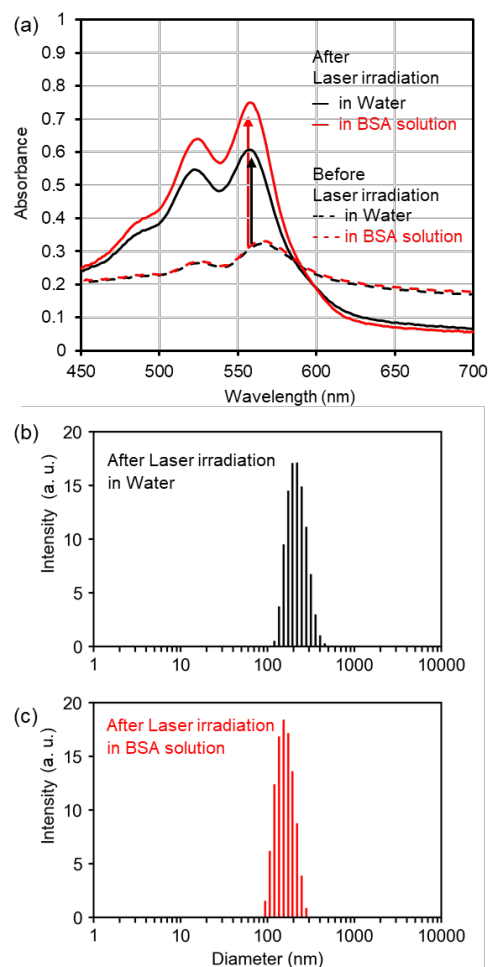 (a)
1
0.9
0.8
0.7
0.6
0.5
0.4
0.3
0.2
0.1
0
Absorbance
After
Laser irradiation
in Water
in BSA solution
Before
Laser irradiation
in Water
in BSA solution
450 500 550 600 650 700
Wavelength (nm)
(b)
20
15
10
5
0
Intensity (a. u.)
After Laser irradiation
in Water
1 10 100 1000 10000
(c)
20
15
10
5
0
Intensity (a. u.)
After Laser irradiation
in BSA solution
1 10 100 1000 10000
Diameter (nm)